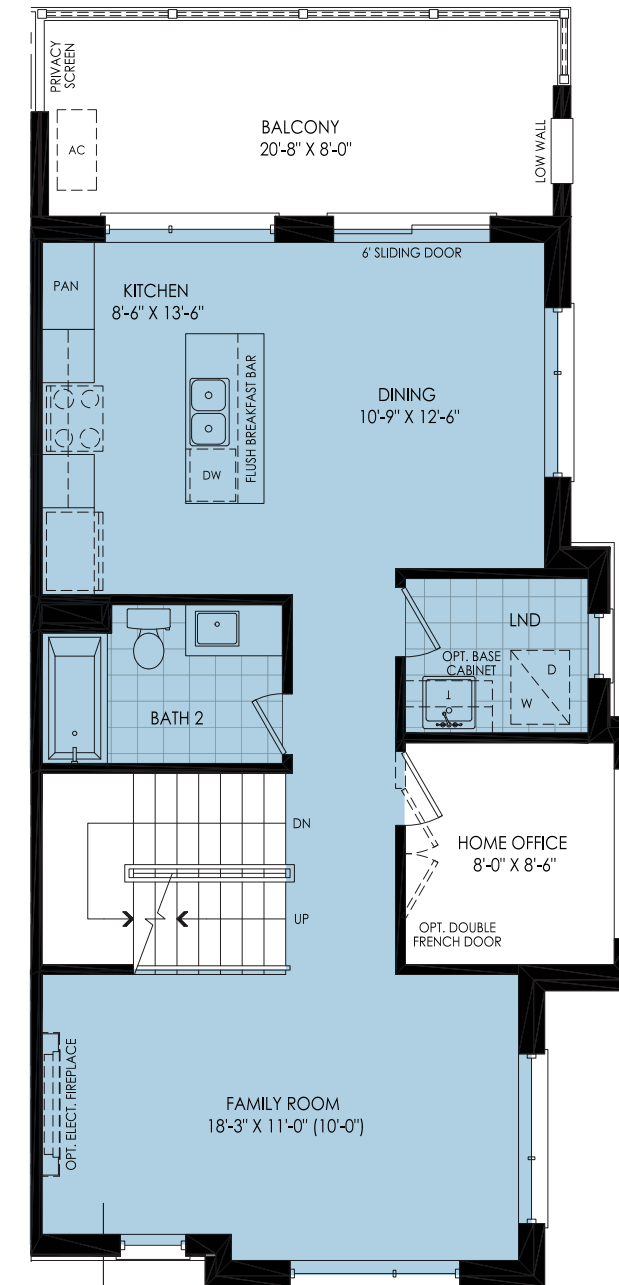 PRIVACY
SCREEN
AC
BALCONY
20'-8" X 8'-0"
LOW WALL
6' SLIDING DOOR
PAN
KITCHEN
8'-6" X 13'-6"
FLUSH BREAKFAST BAR
DW
DINING
10'-9" X 12'-6"
LND
OPT. BASE
CABINET
D
W
BATH 2
DN
UP
HOME OFFICE
8'-0" X 8'-6"
OPT. DOUBLE
FRENCH DOOR
OPT. ELECT. FIREPLACE
FAMILY ROOM
18'-3" X 11'-0" (10'-0")